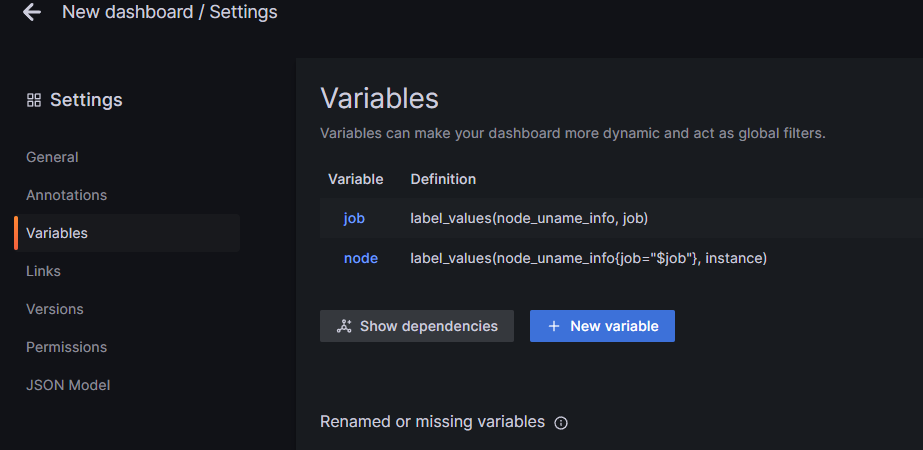 New dashboard / Settings
Settings
General
Annotations
Variables
Links
Versions
Permissions
JSON Model
Variables
Variables can make your dashboard more dynamic and act as global filters.
Variable Definition
job label_values(node_uname_info, job)
node label_values(node_uname_info{job="$job"}, instance)
Show dependencies + New variable
Renamed or missing variables